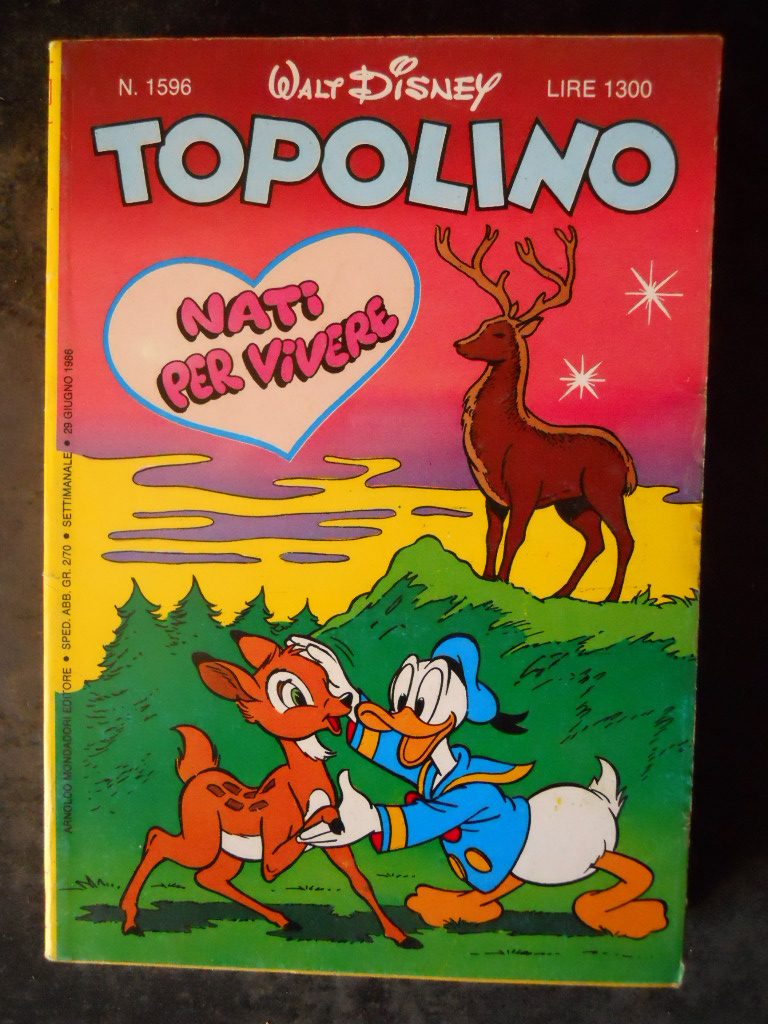 N. 1596
WALT DISNEY
LIRE 1300
TOPOLINO
NATI
PER VIVERE
ARNOLDO MONDADORI EDITORE • SPED. ABB. GR. 2/70 • SETTIMANALE • 29 GIUGNO 1986